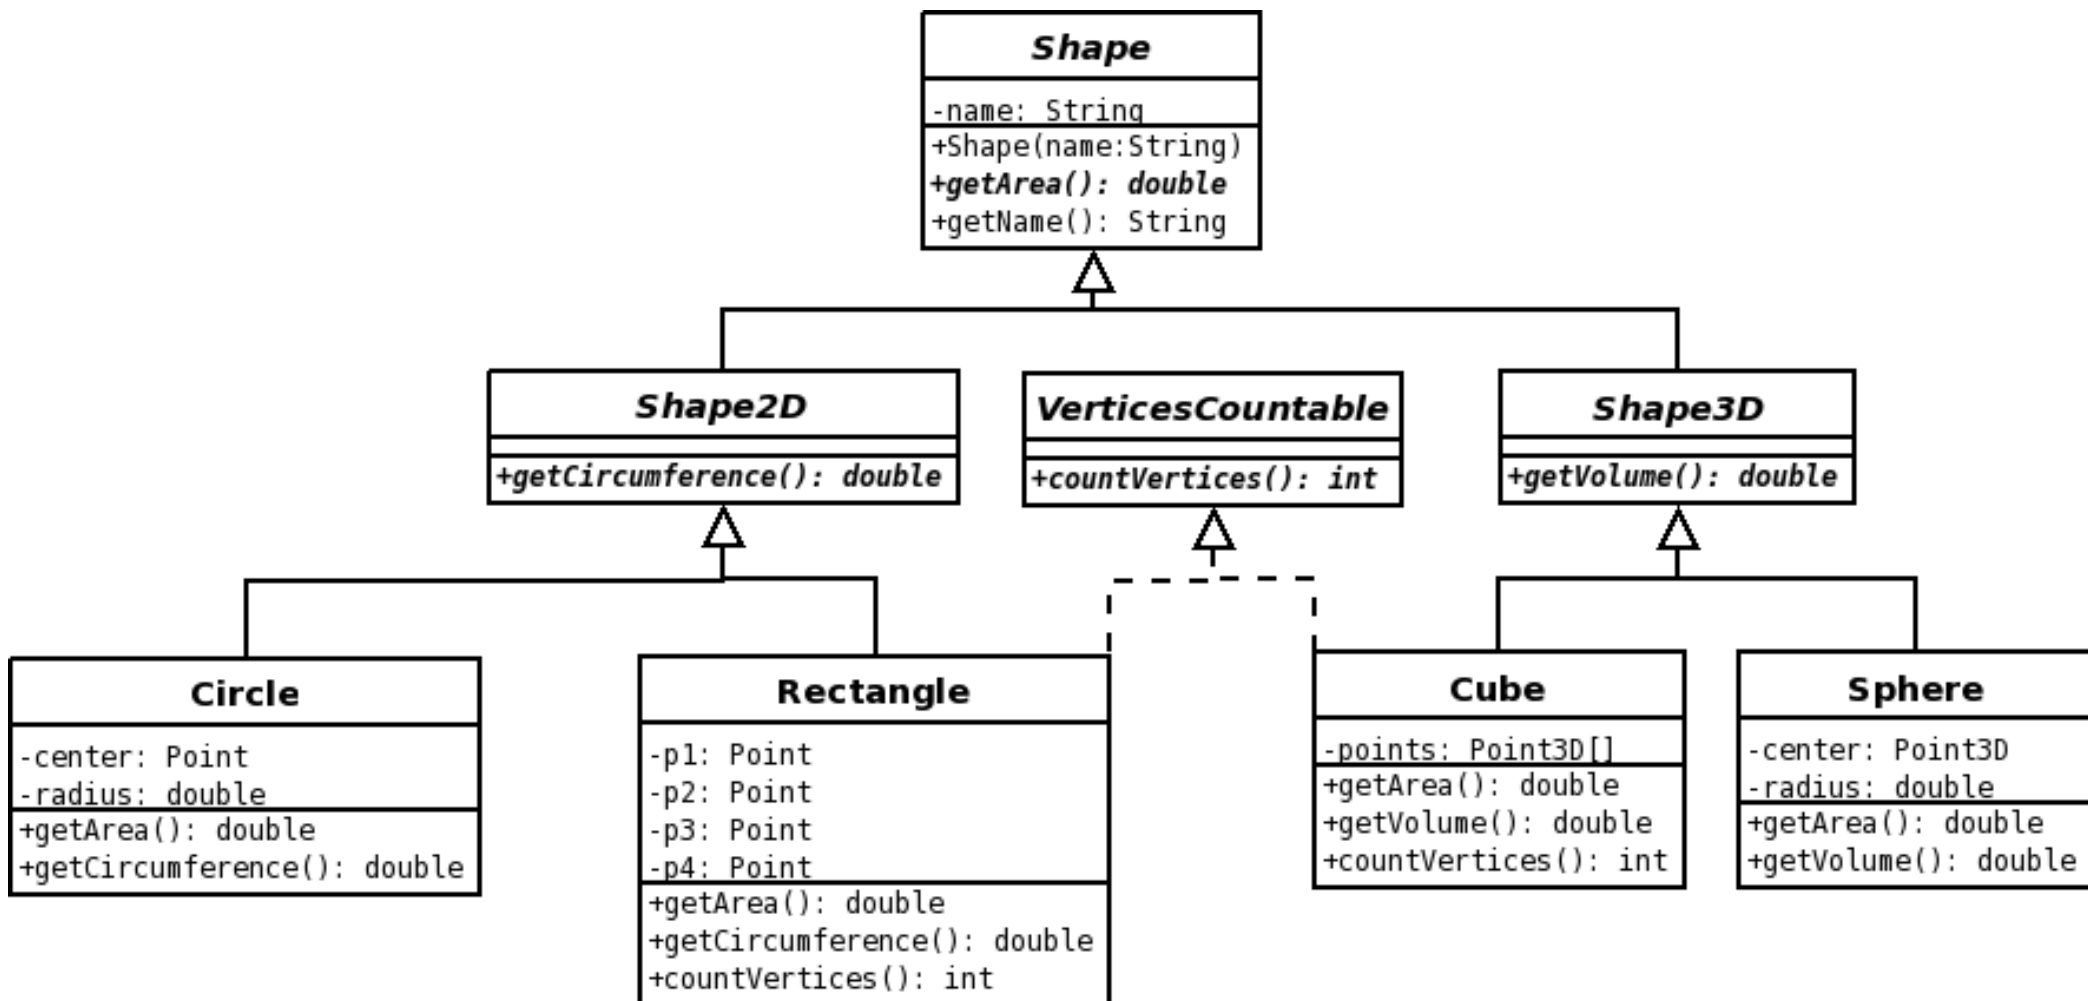 Shape
-name: String
+Shape(name:String)
+getArea(): double
+getName(): String
Shape2D
+getCircumference(): double
VerticesCountable
+countVertices(): int
Shape3D
+getVolume(): double
Circle
-center: Point
-radius: double
+getArea(): double
+getCircumference(): double
Rectangle
-p1: Point
-p2: Point
-p3: Point
-p4: Point
+getArea(): double
+getCircumference(): double
+countVertices(): int
Cube
-points: Point3D[]
+getArea(): double
+getVolume(): double
+countVertices(): int
Sphere
-center: Point3D
-radius: double
+getArea(): double
+getVolume(): double